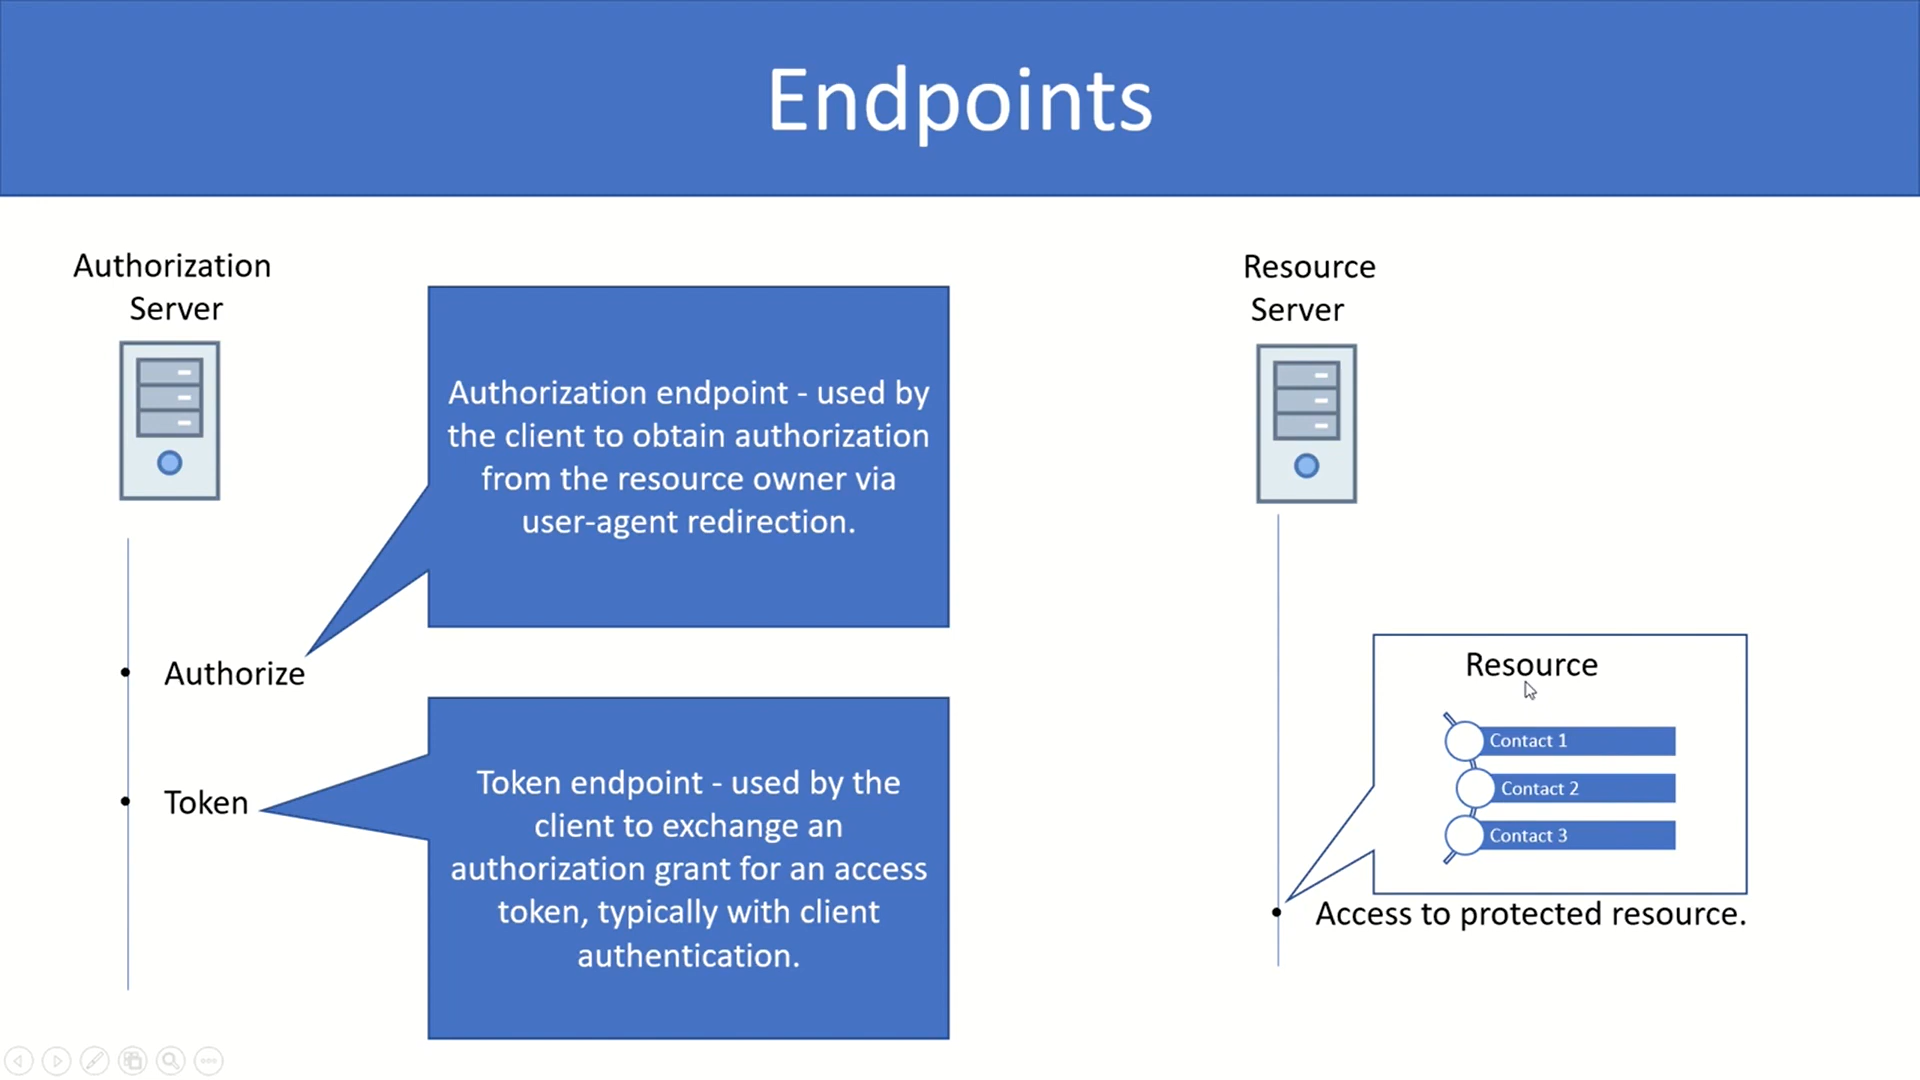 Endpoints
Authorization
Server
Authorization endpoint - used by
the client to obtain authorization
from the resource owner via
user-agent redirection.
• Authorize
• Token
Token endpoint - used by the
client to exchange an
authorization grant for an access
token, typically with client
authentication.
Resource
Server
Resource
Contact 1
Contact 2
Contact 3
• Access to protected resource.